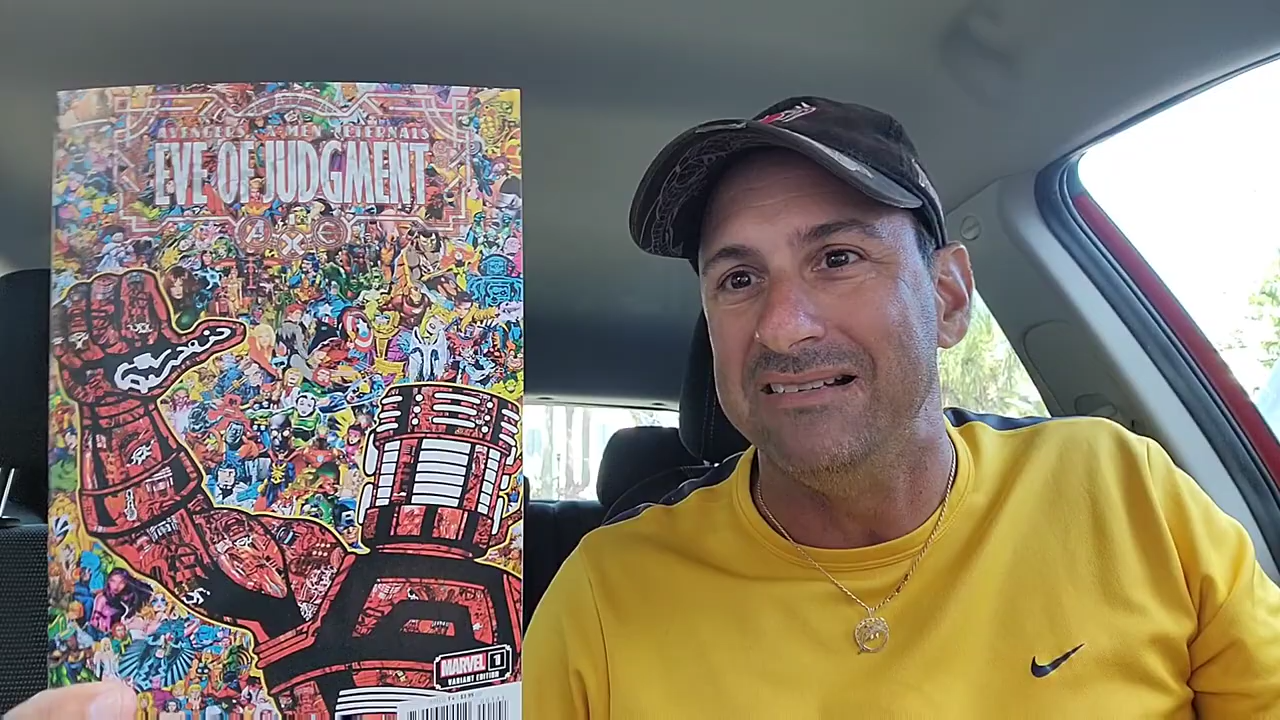 AVENGERS X-MEN ETERNALS
EVE OF JUDGMENT
A X E
MARVEL 1
VARIANT EDITION